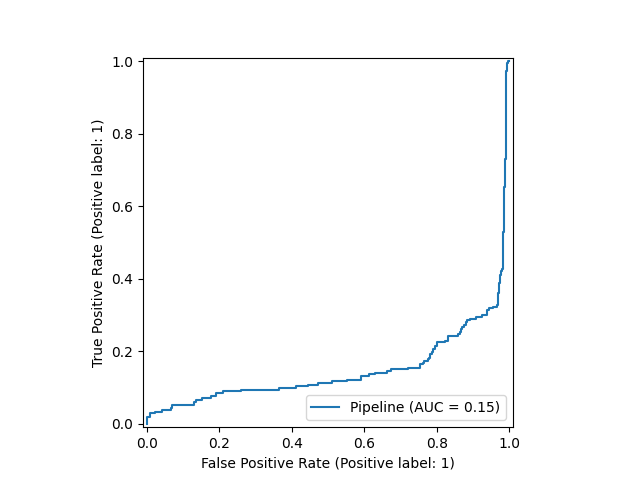 1.0
0.8
0.6
0.4
0.2
0.0
True Positive Rate (Positive label: 1)
Pipeline (AUC = 0.15)
0.0 0.2 0.4 0.6 0.8 1.0
False Positive Rate (Positive label: 1)